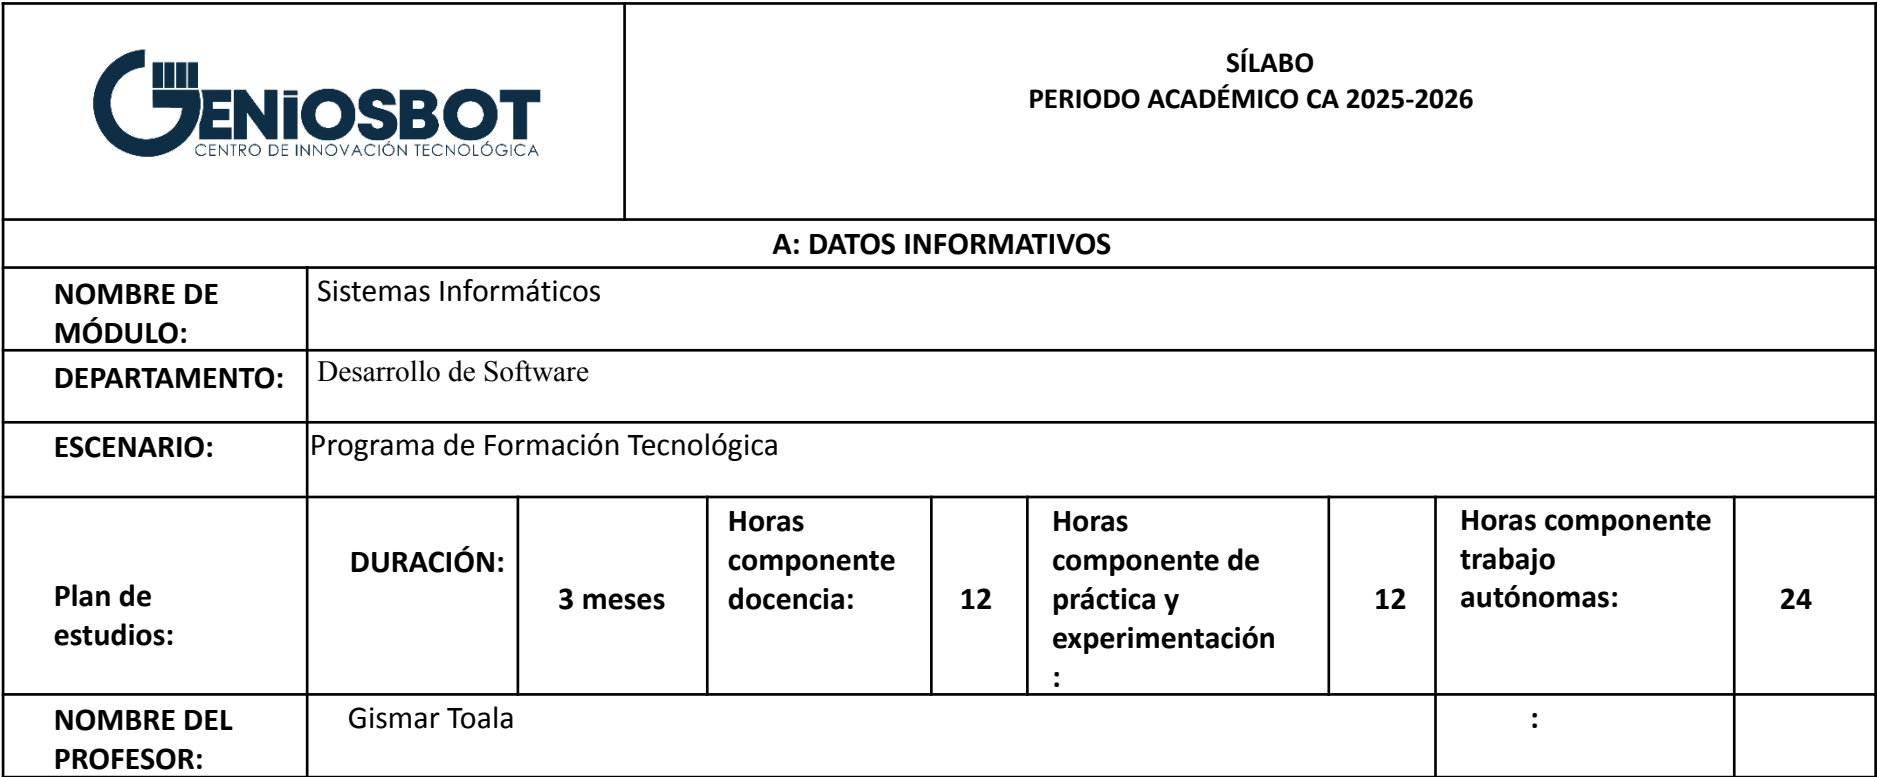 GENiOSBOT
CENTRO DE INNOVACIÓN TECNOLÓGICA
SÍLABO
PERIODO ACADÉMICO CA 2025-2026
A: DATOS INFORMATIVOS
NOMBRE DE
MÓDULO:
Sistemas Informáticos
DEPARTAMENTO:
Desarrollo de Software
ESCENARIO:
Programa de Formación Tecnológica
Plan de
estudios:
DURACIÓN:
3 meses
Horas
componente
docencia:
12
Horas
componente de
práctica y
experimentación
:
12
Horas componente
trabajo
autónomas:
24
NOMBRE DEL
PROFESOR:
Gismar Toala
: